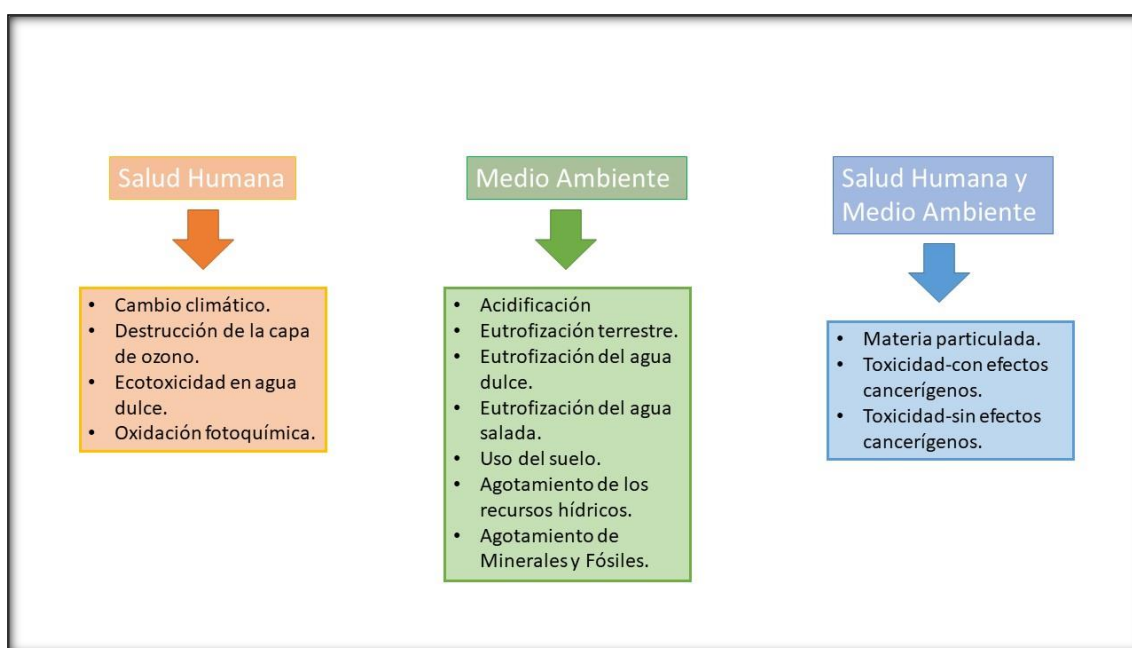 Salud Humana
• Cambio climático.
• Destrucción de la capa
de ozono.
• Ecotoxicidad en agua
dulce.
• Oxidación fotoquímica.
Medio Ambiente
• Acidificación
• Eutrofización terrestre.
• Eutrofización del agua
dulce.
• Eutrofización del agua
salada.
• Uso del suelo.
• Agotamiento de los
recursos hídricos.
• Agotamiento de
Minerales y Fósiles.
Salud Humana y
Medio Ambiente
• Materia particulada.
• Toxicidad-con efectos
cancerígenos.
• Toxicidad-sin efectos
cancerígenos.